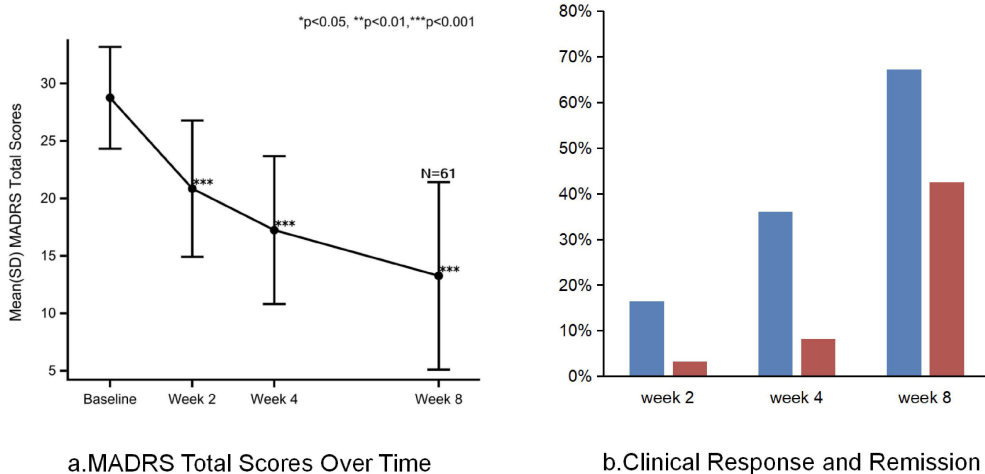 *p<0.05, **p<0.01,***p<0.001
Mean(SD) MADRS Total Scores
30
25
20
15
10
5
***
***
N=61
***
Baseline
Week 2
Week 4
Week 8
a.MADRS Total Scores Over Time
80%
70%
60%
50%
40%
30%
20%
10%
0%
week 2
week 4
week 8
b.Clinical Response and Remission